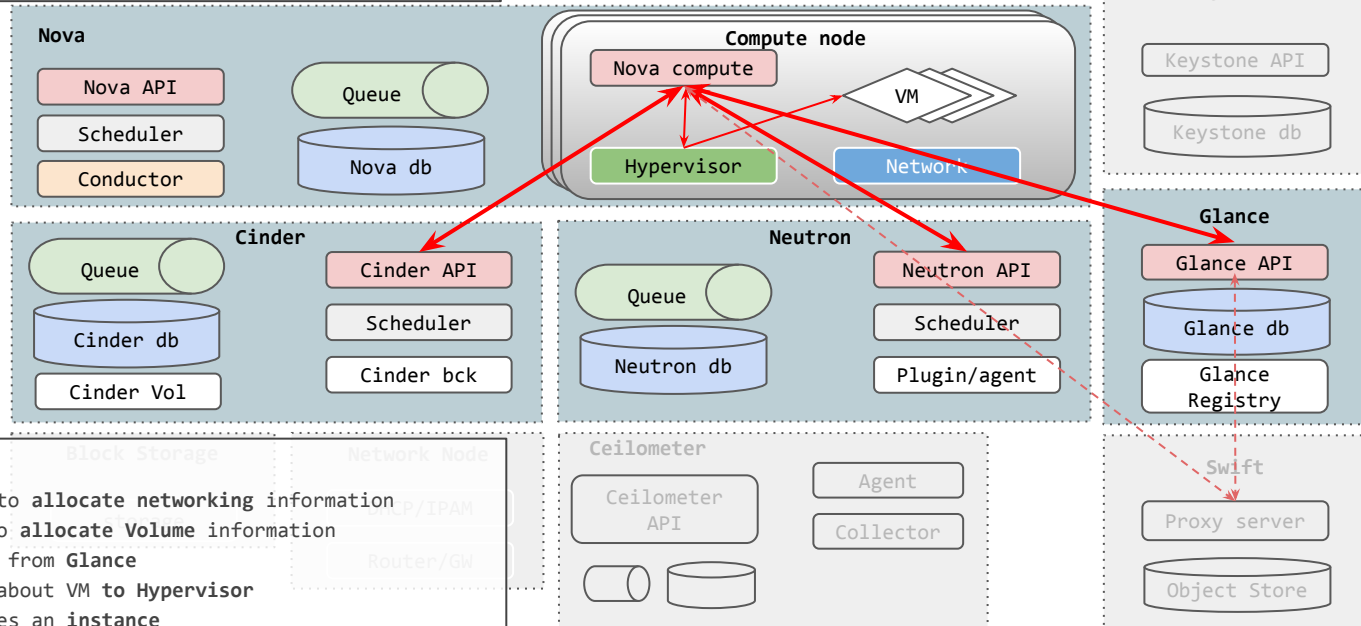 Nova
Nova API
Scheduler
Conductor
Queue
Nova db
Compute node
Nova compute
VM
Hypervisor
Network
Keystone API
Keystone db
Cinder
Queue
Cinder db
Cinder Vol
Cinder API
Scheduler
Cinder bck
Neutron
Queue
Neutron db
Neutron API
Scheduler
Plugin/agent
Glance
Glance API
Glance db
Glance
Registry
Block Storage
Network Node
DHCP/IPAM
Router/GW
to allocate networking information
o allocate Volume information
from Glance
about VM to Hypervisor
es an instance
Ceilometer
Ceilometer
API
Agent
Collector
Swift
Proxy server
Object Store